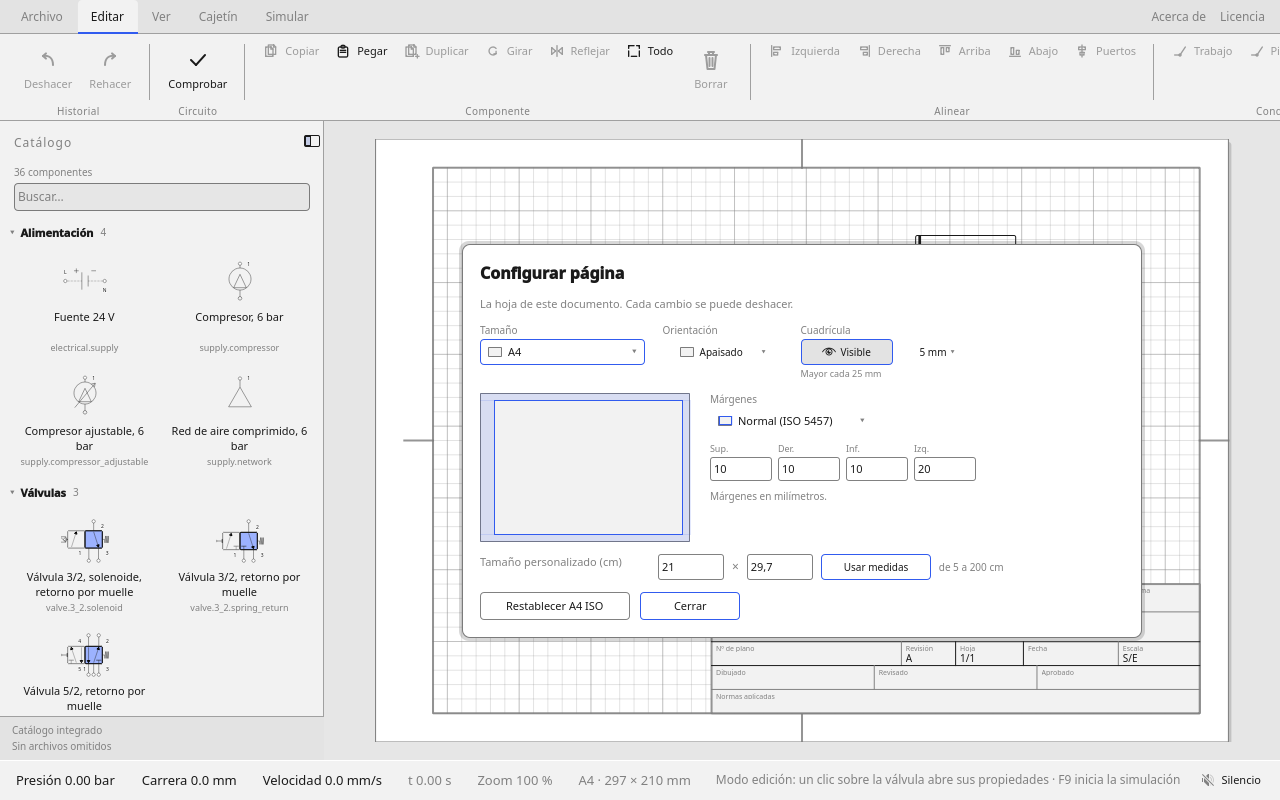 Archivo Editar Ver Cajetín Simular Acerca de Licencia
Copiar Pegar Duplicar Girar Reflejar Todo Izquierda Derecha Arriba Abajo Puertos Trabajo
Deshacer Rehacer Comprobar Borrar
Historial Circuito Componente Alinear
Catálogo
36 componentes
Buscar...
Alimentación 4
Fuente 24 V
electrical.supply
Compresor, 6 bar
supply.compressor
Compresor ajustable, 6
bar
supply.compressor_adjustable
Red de aire comprimido, 6
bar
supply.network
Válvulas 3
Válvula 3/2, solenoide,
retorno por muelle
valve.3_2.solenoid
Válvula 3/2, retorno por
muelle
valve.3_2.spring_return
Válvula 5/2, retorno por
muelle
Catálogo integrado
Sin archivos omitidos
Configurar página
La hoja de este documento. Cada cambio se puede deshacer.
Tamaño Orientación Cuadrícula
A4 Apaisado Visible 5 mm
Mayor cada 25 mm
Márgenes
Normal (ISO 5457)
Sup. Der. Inf. Izq.
10 10 10 20
Márgenes en milímetros.
Tamaño personalizado (cm) 21 × 29,7 Usar medidas de 5 a 200 cm
Restablecer A4 ISO Cerrar
Nº de plano Revisión Hoja Fecha Escala
A 1/1 S/E
Dibujado Revisado Aprobado
Normas aplicadas
Presión 0.00 bar Carrera 0.0 mm Velocidad 0.0 mm/s t 0.00 s Zoom 100 % A4 · 297 × 210 mm Modo edición: un clic sobre la válvula abre sus propiedades · F9 inicia la simulación Silencio